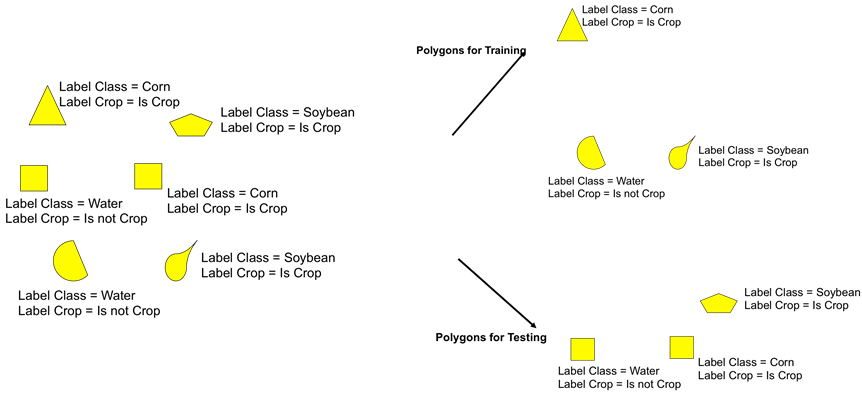 Label Class = Corn
Label Crop = Is Crop
Label Class = Soybean
Label Crop = Is Crop
Label Class = Water
Label Crop = Is not Crop
Label Class = Corn
Label Crop = Is Crop
Label Class = Water
Label Crop = Is not Crop
Label Class = Soybean
Label Crop = Is Crop
Polygons for Training
Label Class = Corn
Label Crop = Is Crop
Label Class = Water
Label Crop = Is not Crop
Label Class = Soybean
Label Crop = Is Crop
Polygons for Testing
Label Class = Soybean
Label Crop = Is Crop
Label Class = Water
Label Crop = Is not Crop
Label Class = Corn
Label Crop = Is Crop